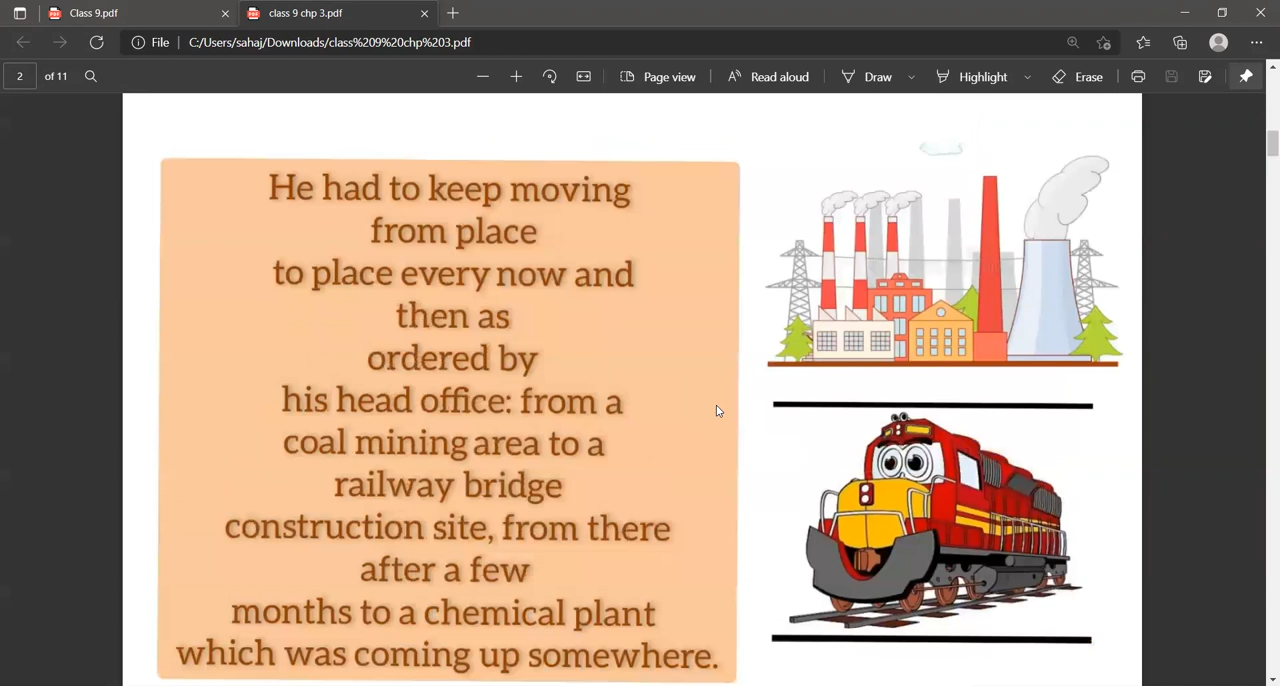 Class 9.pdf
class 9 chp 3.pdf
File
C:/Users/sahaj/Downloads/class%209%20chp%203.pdf
2 of 11
Page view
Read aloud
Draw
Highlight
Erase
He had to keep moving
from place
to place every now and
then as
ordered by
his head office: from a
coal mining area to a
railway bridge
construction site, from there
after a few
months to a chemical plant
which was coming up somewhere.